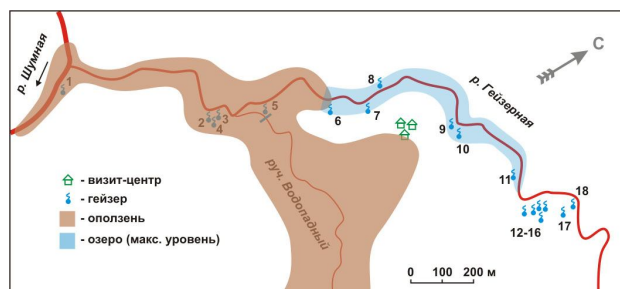 р. Шумная
1
2
3
4
5
6
7
8
р. Гейзерная
9
10
11
12-16
17
18
С
руч. Водопадный
- визит-центр
- гейзер
- оползень
- озеро (макс. уровень)
0 200 м